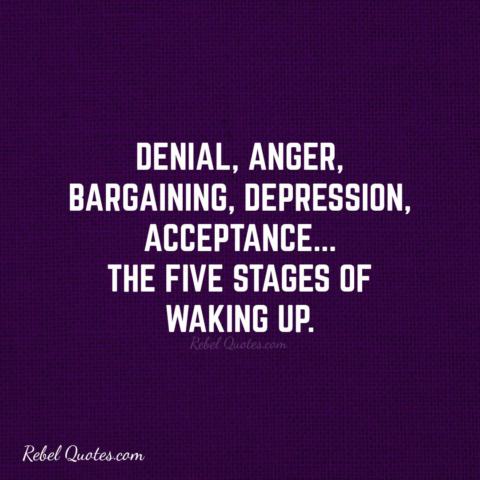 DENIAL, ANGER,
BARGAINING, DEPRESSION,
ACCEPTANCE...
THE FIVE STAGES OF
WAKING UP.
Rebel Quotes.com
Rebel Quotes.com